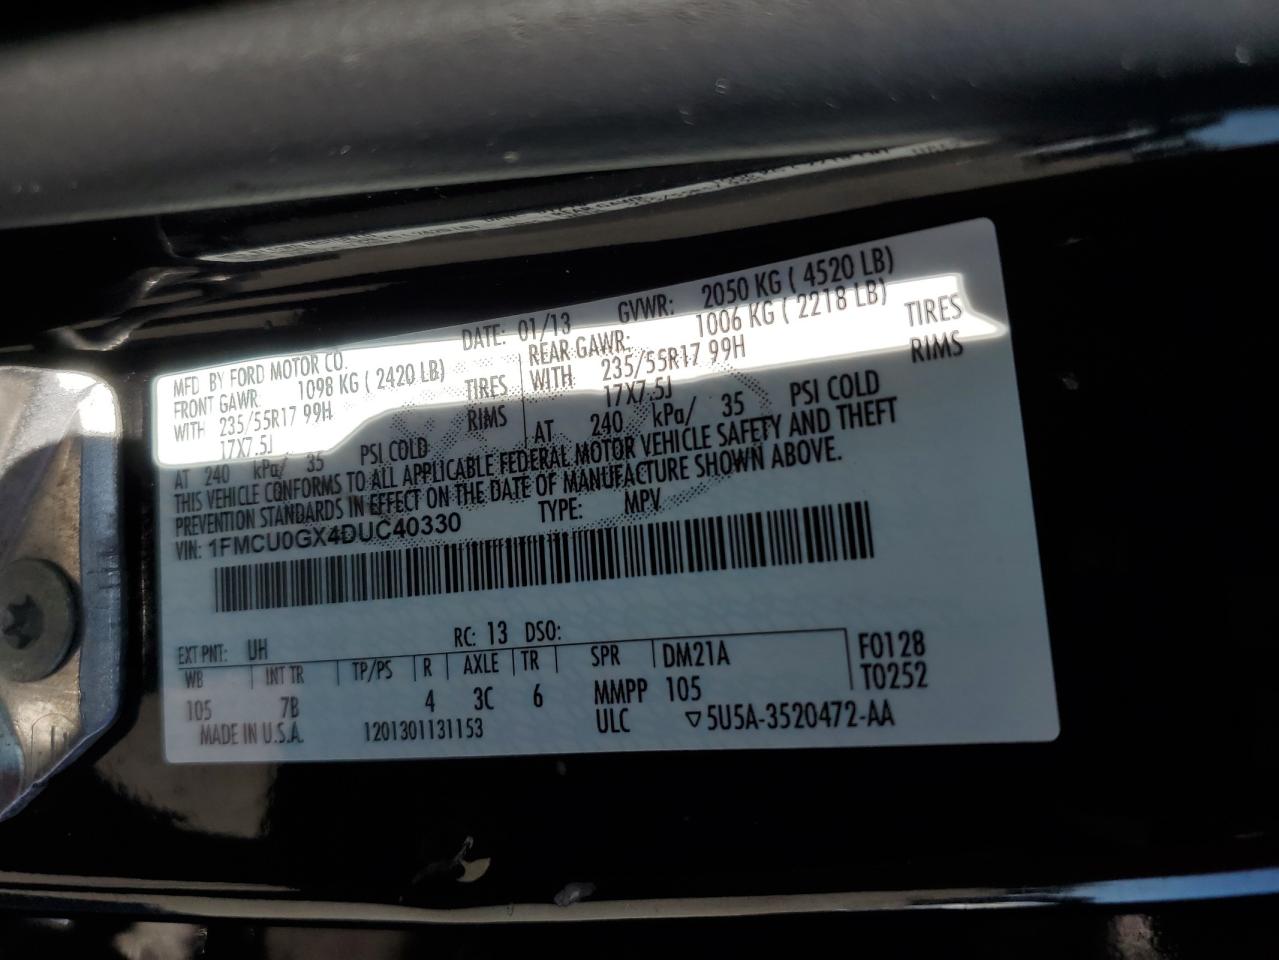 MFD. BY FORD MOTOR CO. DATE: 01/13 GVWR: 2050 KG ( 4520 LB)
FRONT GAWR: 1098 KG ( 2420 LB) REAR GAWR: 1006 KG ( 2218 LB)
WITH 235/55R17 99H TIRES WITH 235/55R17 99H TIRES
17X7.5J RIMS 17X7.5J RIMS
AT 240 kPa/ 35 PSI COLD AT 240 kPa/ 35 PSI COLD
THIS VEHICLE CONFORMS TO ALL APPLICABLE FEDERAL MOTOR VEHICLE SAFETY AND THEFT
PREVENTION STANDARDS IN EFFECT ON THE DATE OF MANUFACTURE SHOWN ABOVE.
VIN: 1FMCU0GX4DUC40330 TYPE: MPV
EXT PNT: UH RC: 13 DSO:
WB INT TR TP/PS R AXLE TR SPR DM21A F0128
105 7B 4 3C 6 MMPP 105 T0252
MADE IN U.S.A. 1201301131153 ULC ▽5U5A-3520472-AA